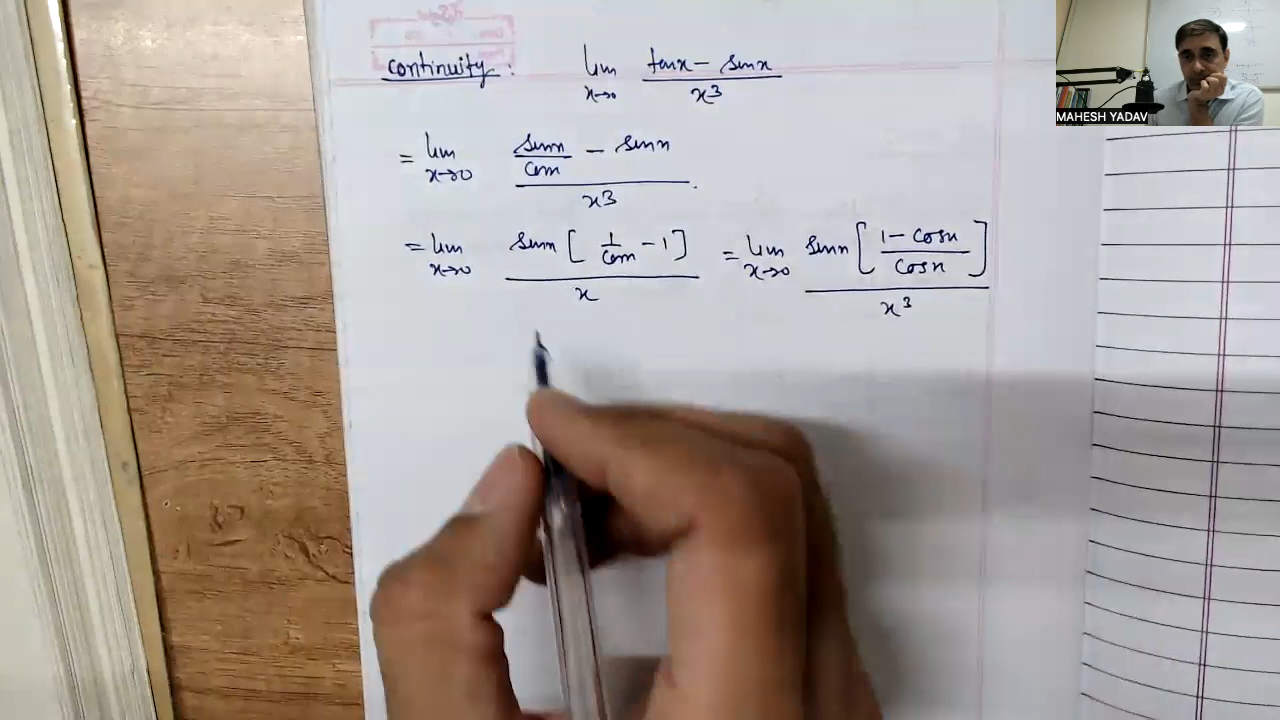 continuity: lim x→0 tanx - sinx / x³
= lim x→0 sinx/cosx - sinx / x³.
= lim x→0 sinx [ 1/cosx - 1 ] / x = lim x→0 sinx [ 1 - cosx / cosx ] / x³
MAHESH YADAV